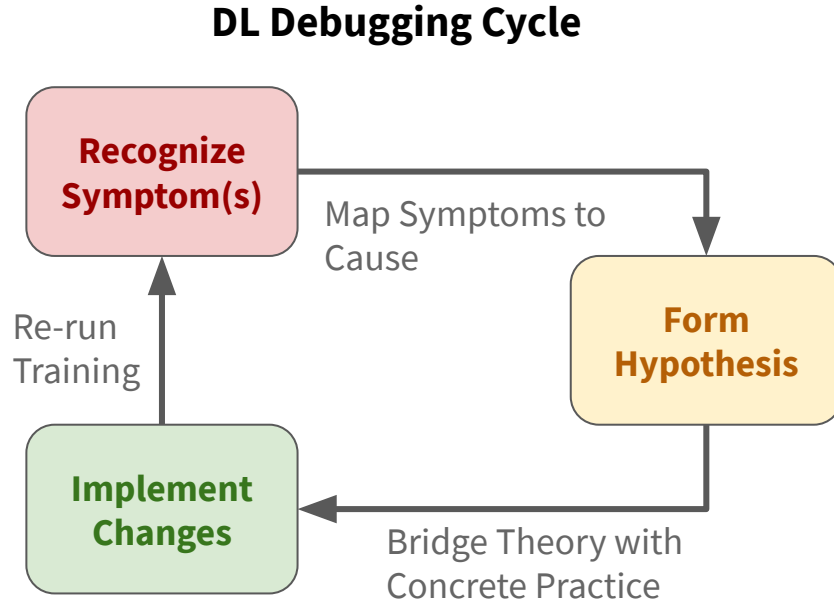 DL Debugging Cycle
Recognize
Symptom(s)
Map Symptoms to
Cause
Form
Hypothesis
Re-run
Training
Implement
Changes
Bridge Theory with
Concrete Practice